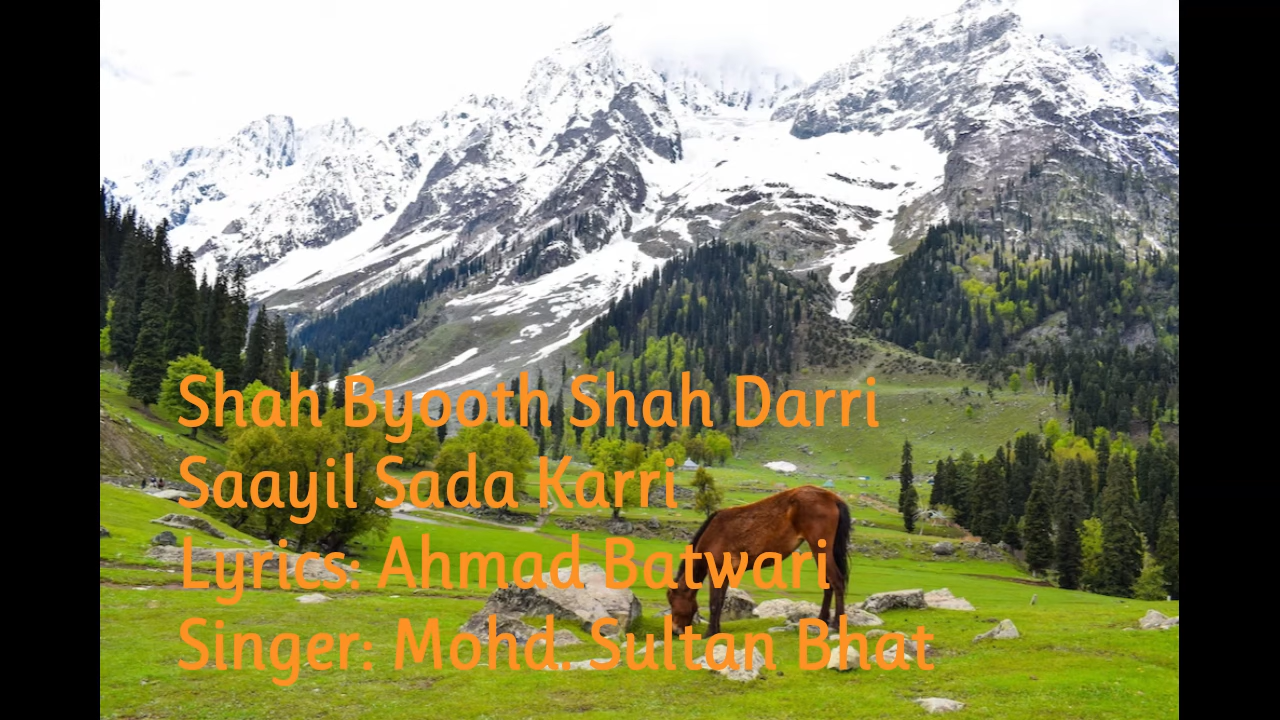 Shah Byooth Shah Darri
Saayil Sada Karri
Lyrics: Ahmad Batwari
Singer: Mohd. Sultan Bhat